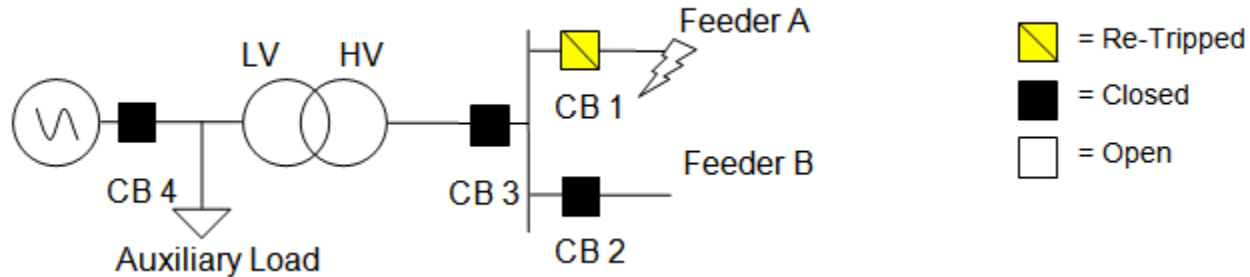 Feeder A
LV HV
= Re-Tripped
= Closed
CB 1
= Open
Feeder B
CB 4
CB 3
CB 2
Auxiliary Load